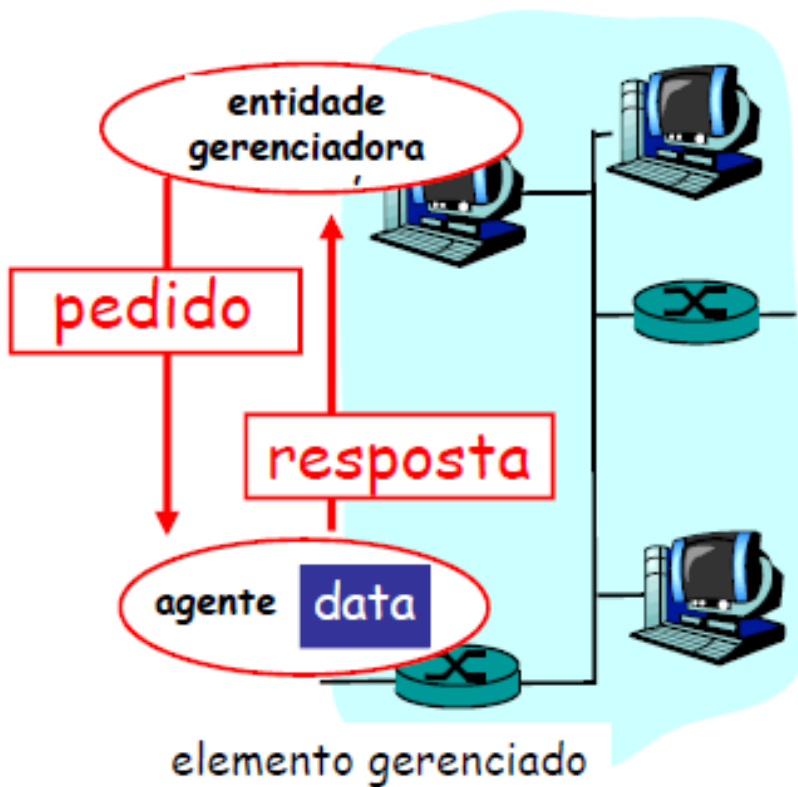 entidade
gerenciadora
pedido
resposta
agente data
elemento gerenciado